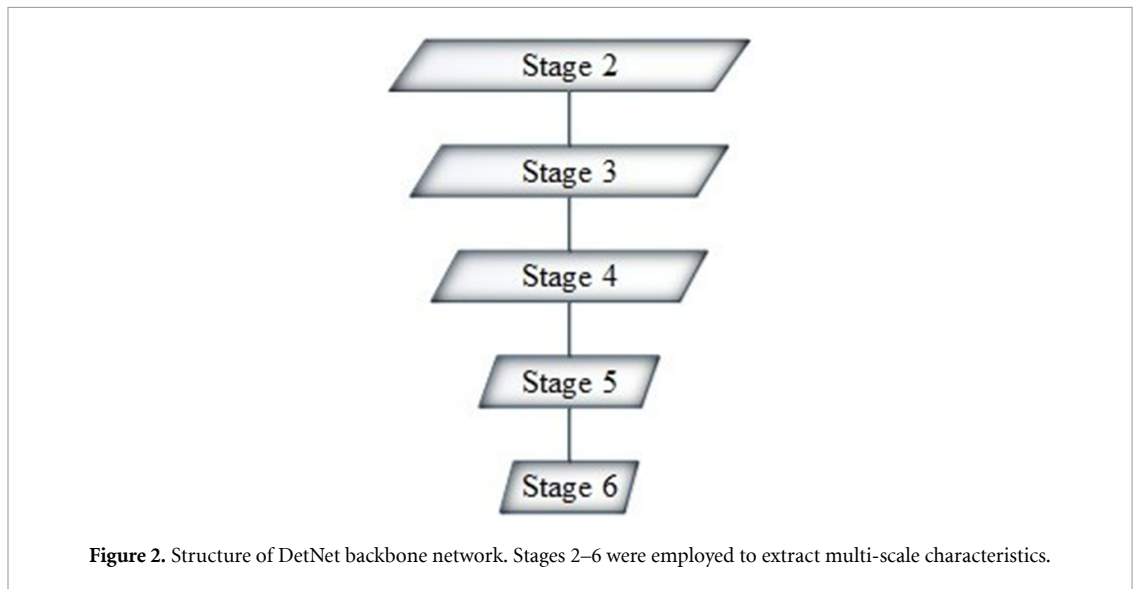 Stage 2
Stage 3
Stage 4
Stage 5
Stage 6
Figure 2. Structure of DetNet backbone network. Stages 2–6 were employed to extract multi-scale characteristics.